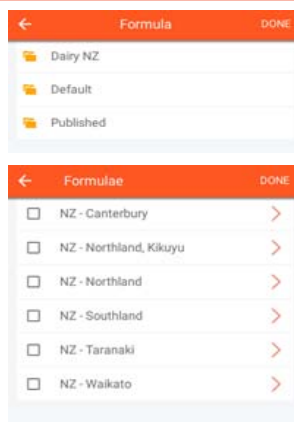 Formula DONE
Dairy NZ
Default
Published
Formulae DONE
NZ - Canterbury
NZ - Northland, Kikuyu
NZ - Northland
NZ - Southland
NZ - Taranaki
NZ - Waikato